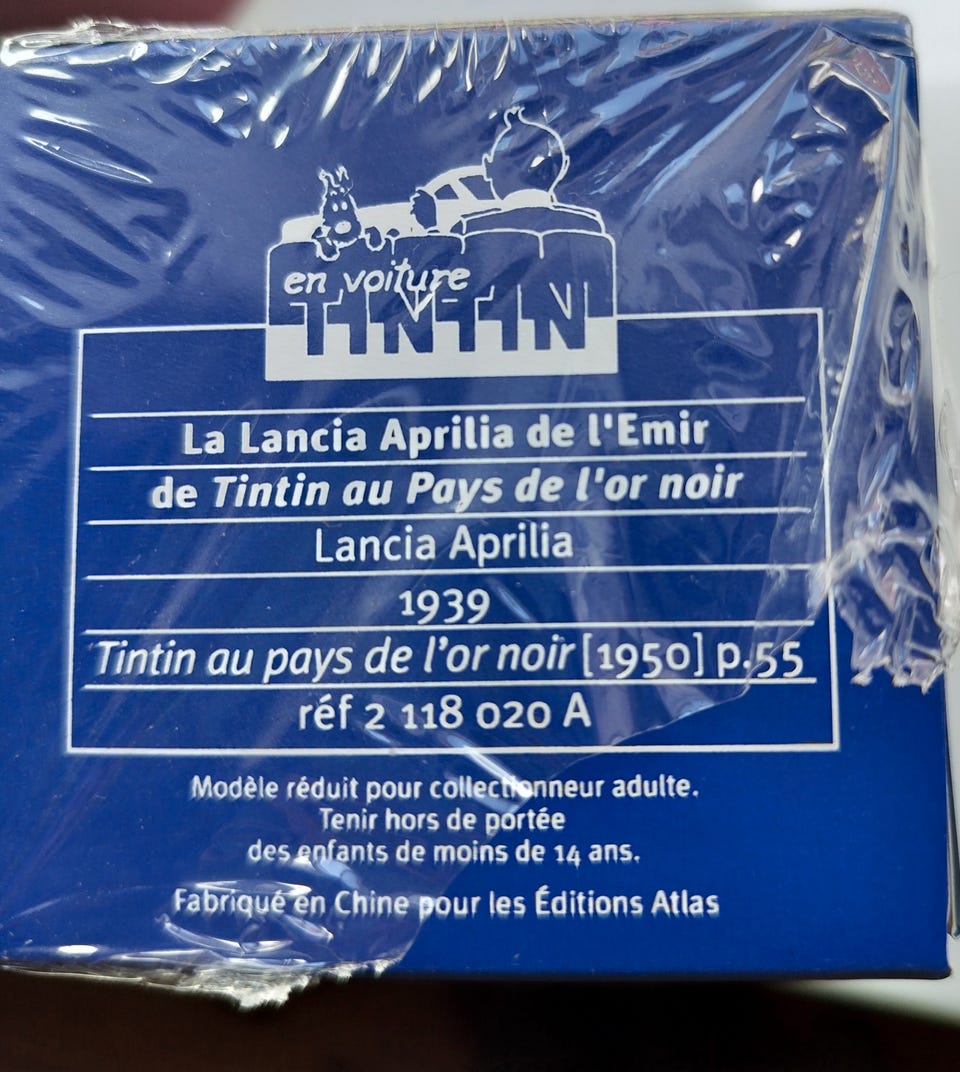 en voiture
TINTIN
La Lancia Aprilia de l'Emir
de Tintin au Pays de l'or noir
Lancia Aprilia
1939
Tintin au pays de l'or noir [1950] p.55
réf 2 118 020 A
Modèle réduit pour collectionneur adulte.
Tenir hors de portée
des enfants de moins de 14 ans.
Fabriqué en Chine pour les Éditions Atlas